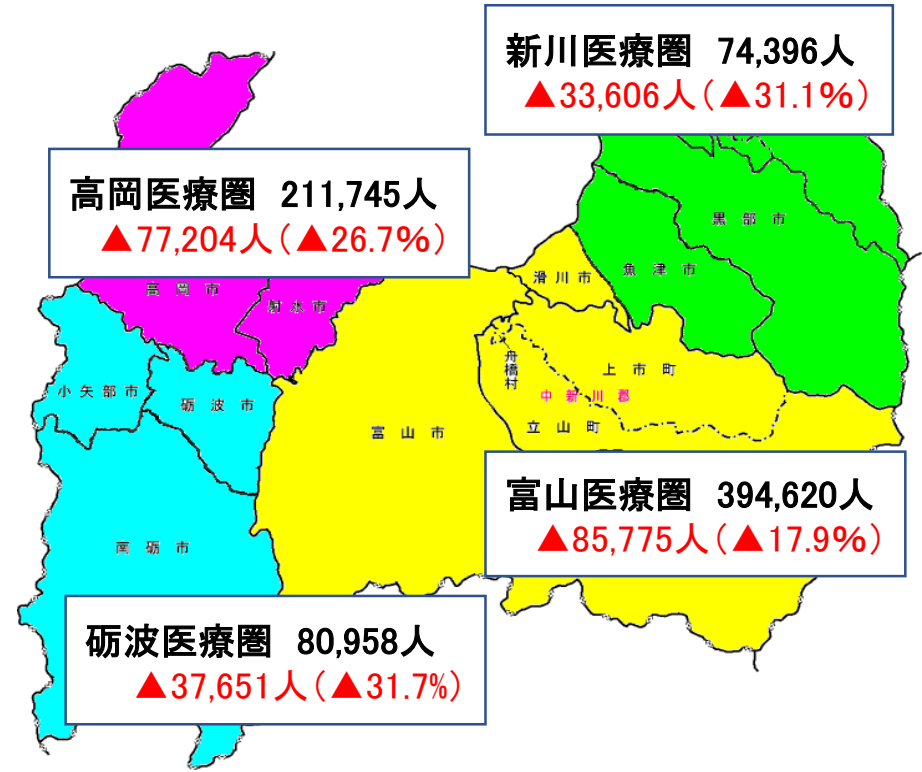 新川医療圏 74,396人
▲33,606人(▲31.1%)
高岡医療圏 211,745人
▲77,204人(▲26.7%)
黒部市
魚津市
滑川市
高岡市
射水市
舟橋村
上市町
小矢部市
砺波市
中新川郡
富山市
立山町
富山医療圏 394,620人
▲85,775人(▲17.9%)
南砺市
砺波医療圏 80,958人
▲37,651人(▲31.7%)